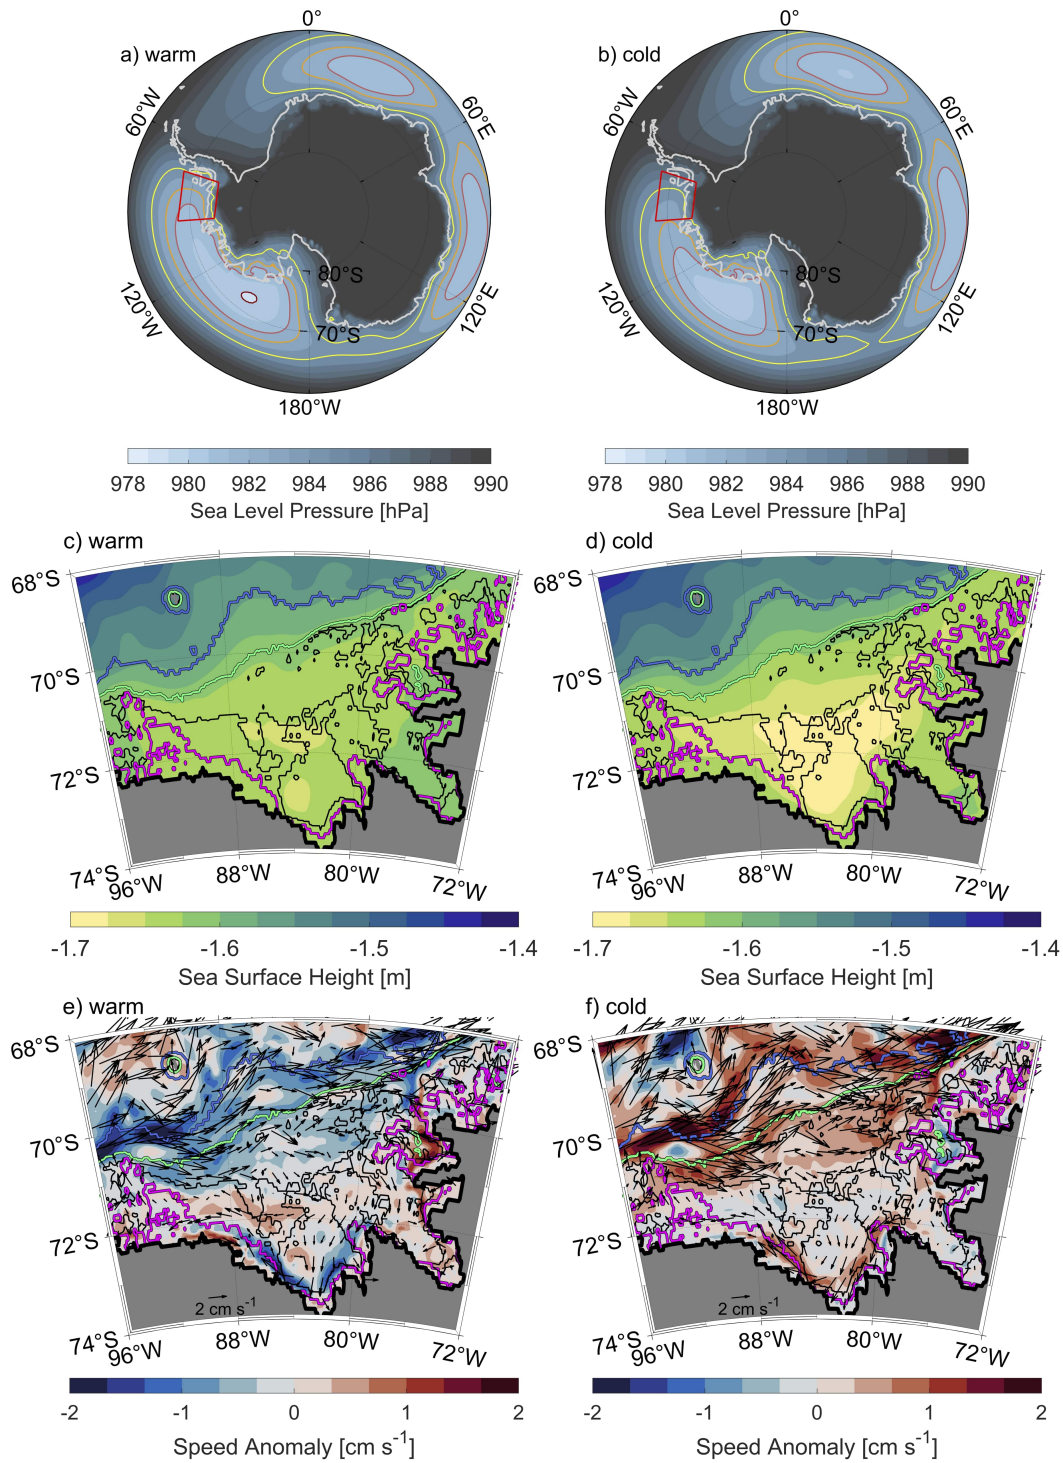 a) warm
0°
60°E
120°E
180°W
120°W
60°W
80°S
70°S
978 980 982 984 986 988 990
Sea Level Pressure [hPa]
b) cold
0°
60°E
120°E
180°W
120°W
60°W
80°S
70°S
978 980 982 984 986 988 990
Sea Level Pressure [hPa]
c) warm
68°S
70°S
72°S
74°S
96°W 88°W 80°W 72°W
-1.7 -1.6 -1.5 -1.4
Sea Surface Height [m]
d) cold
68°S
70°S
72°S
74°S
96°W 88°W 80°W 72°W
-1.7 -1.6 -1.5 -1.4
Sea Surface Height [m]
e) warm
68°S
70°S
72°S
74°S
2 cm s⁻¹
96°W 88°W 80°W 72°W
-2 -1 0 1 2
Speed Anomaly [cm s⁻¹]
f) cold
68°S
70°S
72°S
74°S
2 cm s⁻¹
96°W 88°W 80°W 72°W
-2 -1 0 1 2
Speed Anomaly [cm s⁻¹]